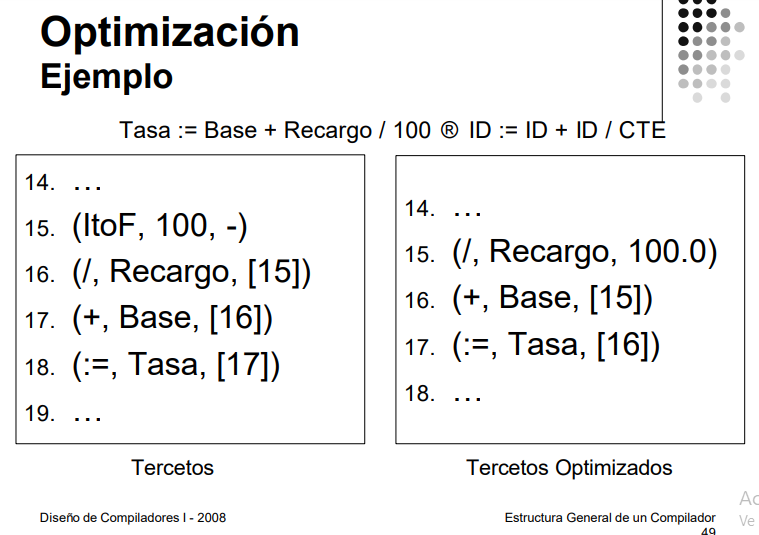 Optimización
Ejemplo
Tasa := Base + Recargo / 100 ® ID := ID + ID / CTE
14. …
15. (ItoF, 100, -)
16. (/, Recargo, [15])
17. (+, Base, [16])
18. (:=, Tasa, [17])
19. …
14. …
15. (/, Recargo, 100.0)
16. (+, Base, [15])
17. (:=, Tasa, [16])
18. …
Tercetos
Tercetos Optimizados
Diseño de Compiladores I - 2008
Estructura General de un Compilador
49
Ac
Ve